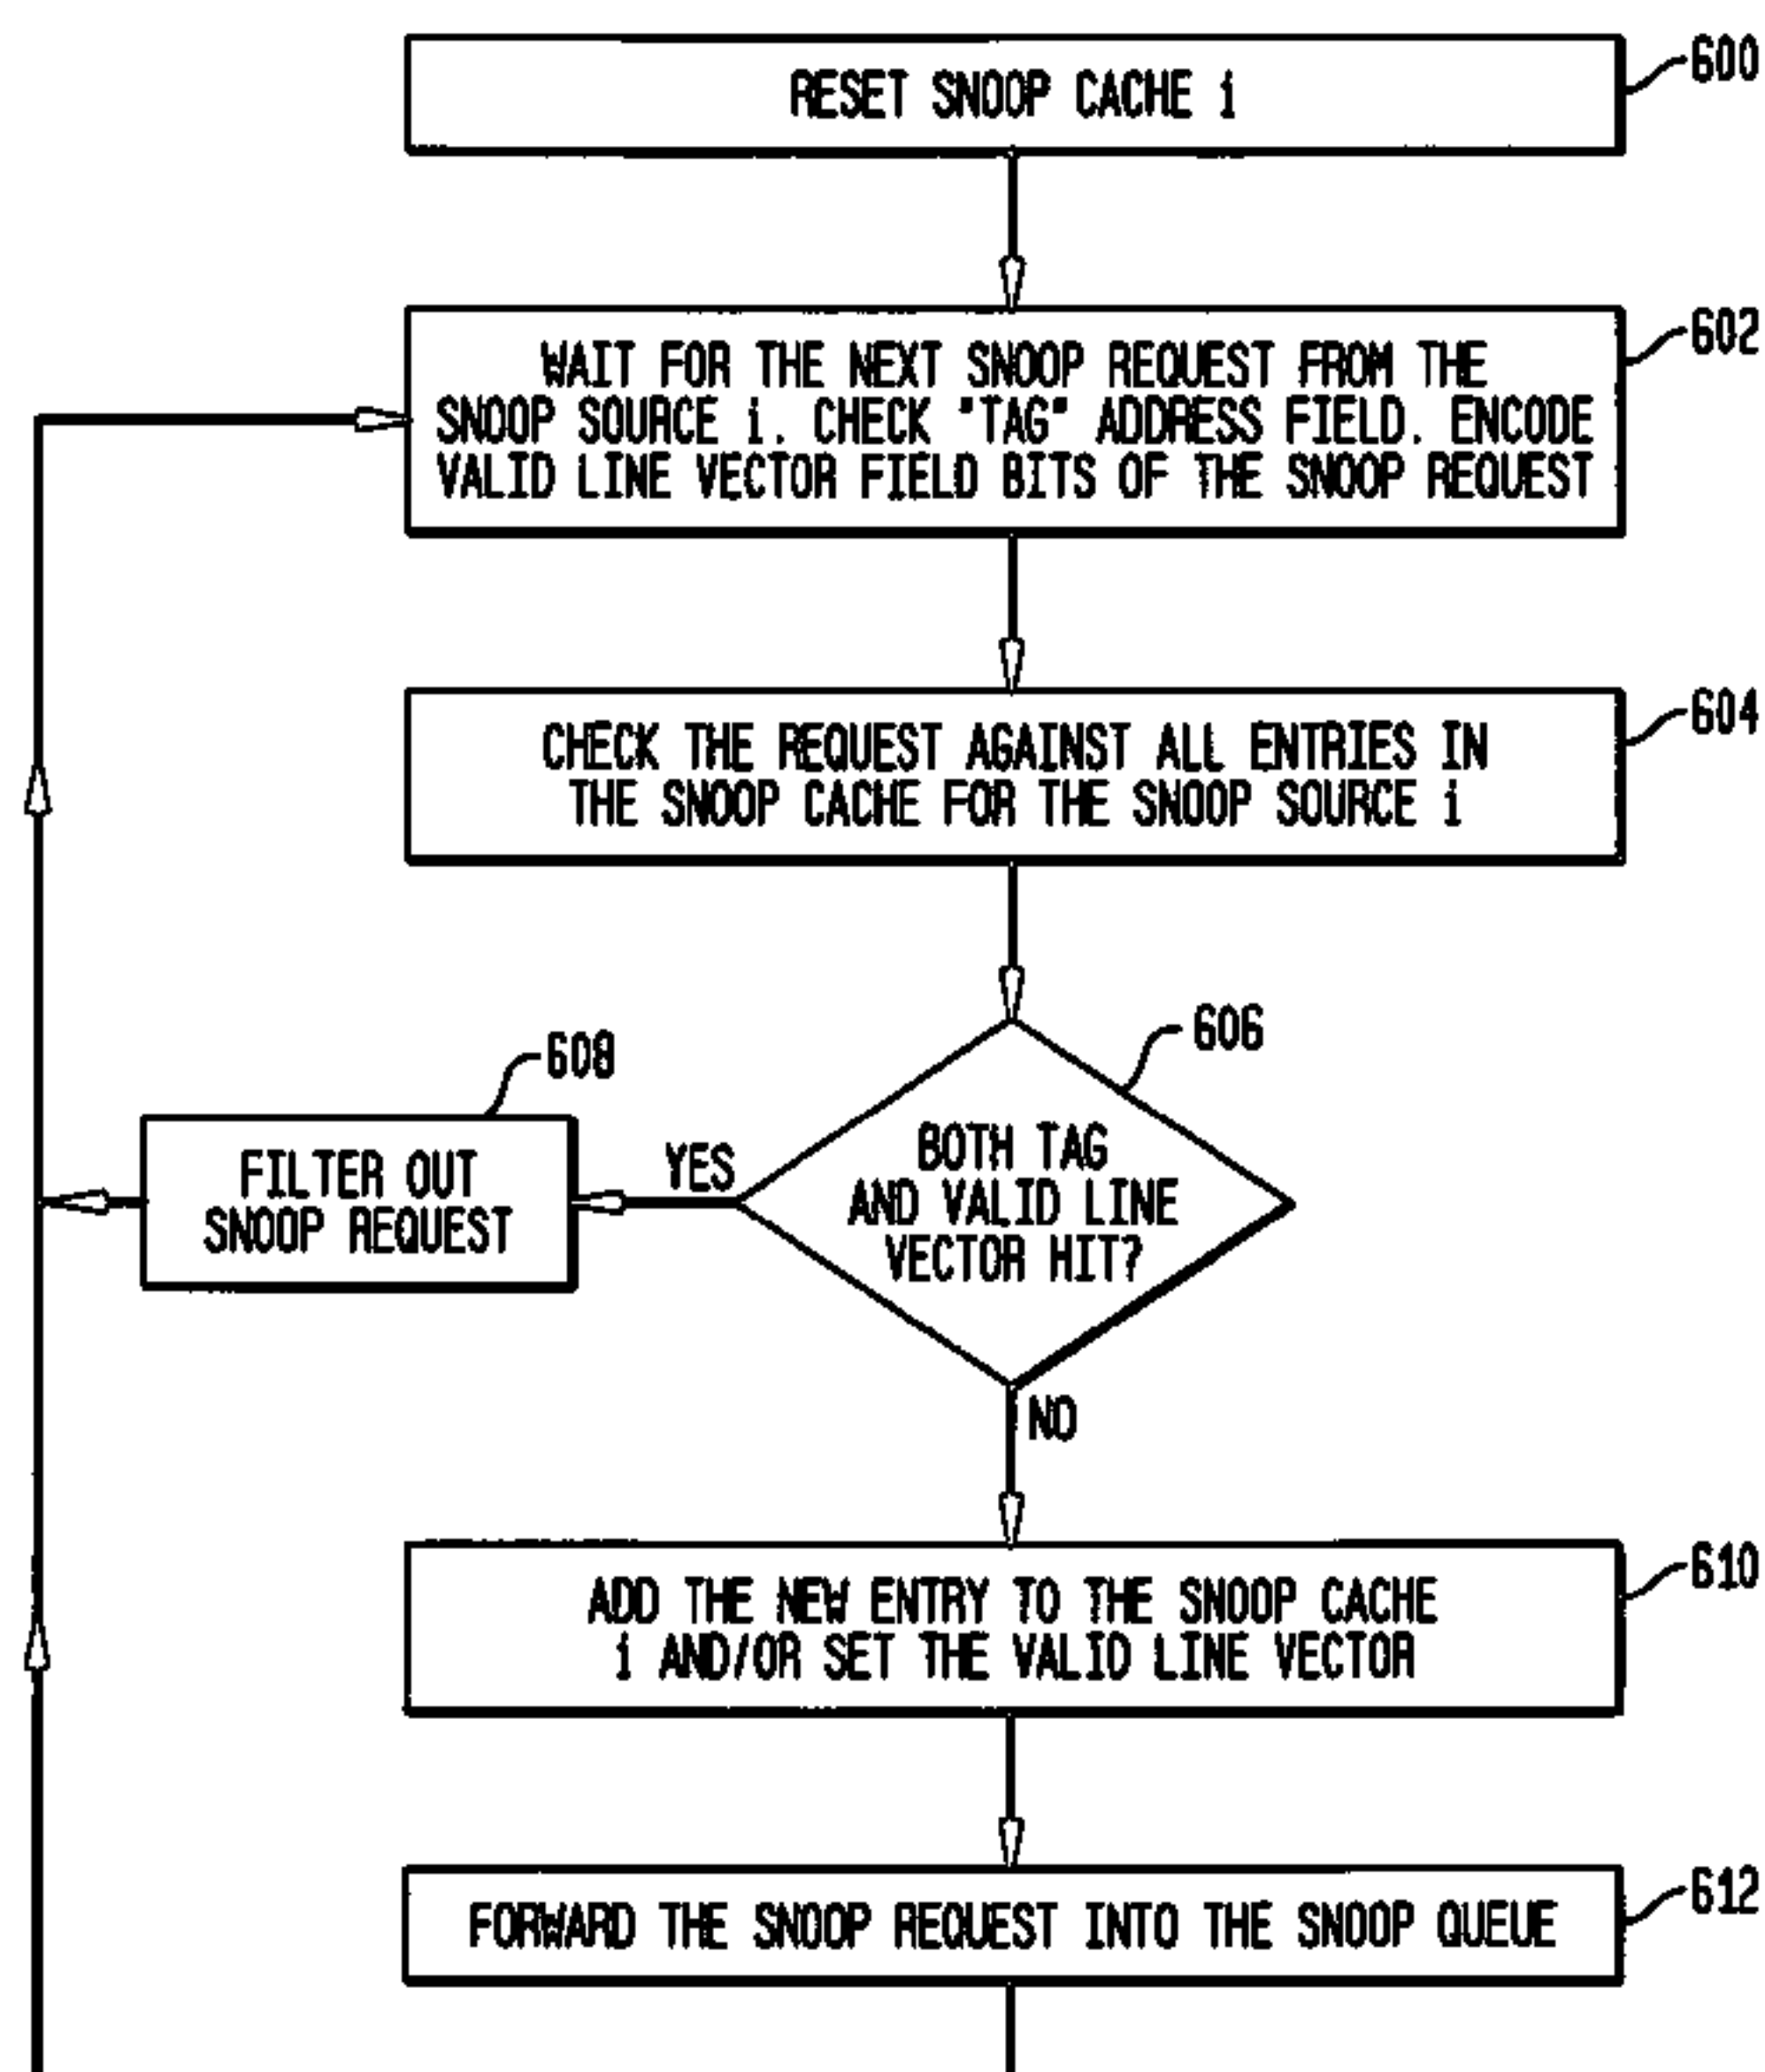 RESET SNOOP CACHE i
600
WAIT FOR THE NEXT SNOOP REQUEST FROM THE
SNOOP SOURCE i. CHECK "TAG" ADDRESS FIELD. ENCODE
VALID LINE VECTOR FIELD BITS OF THE SNOOP REQUEST
602
CHECK THE REQUEST AGAINST ALL ENTRIES IN
THE SNOOP CACHE FOR THE SNOOP SOURCE i
604
606
BOTH TAG
AND VALID LINE
VECTOR HIT?
YES
608
FILTER OUT
SNOOP REQUEST
NO
ADD THE NEW ENTRY TO THE SNOOP CACHE
i AND/OR SET THE VALID LINE VECTOR
610
FORWARD THE SNOOP REQUEST INTO THE SNOOP QUEUE
612